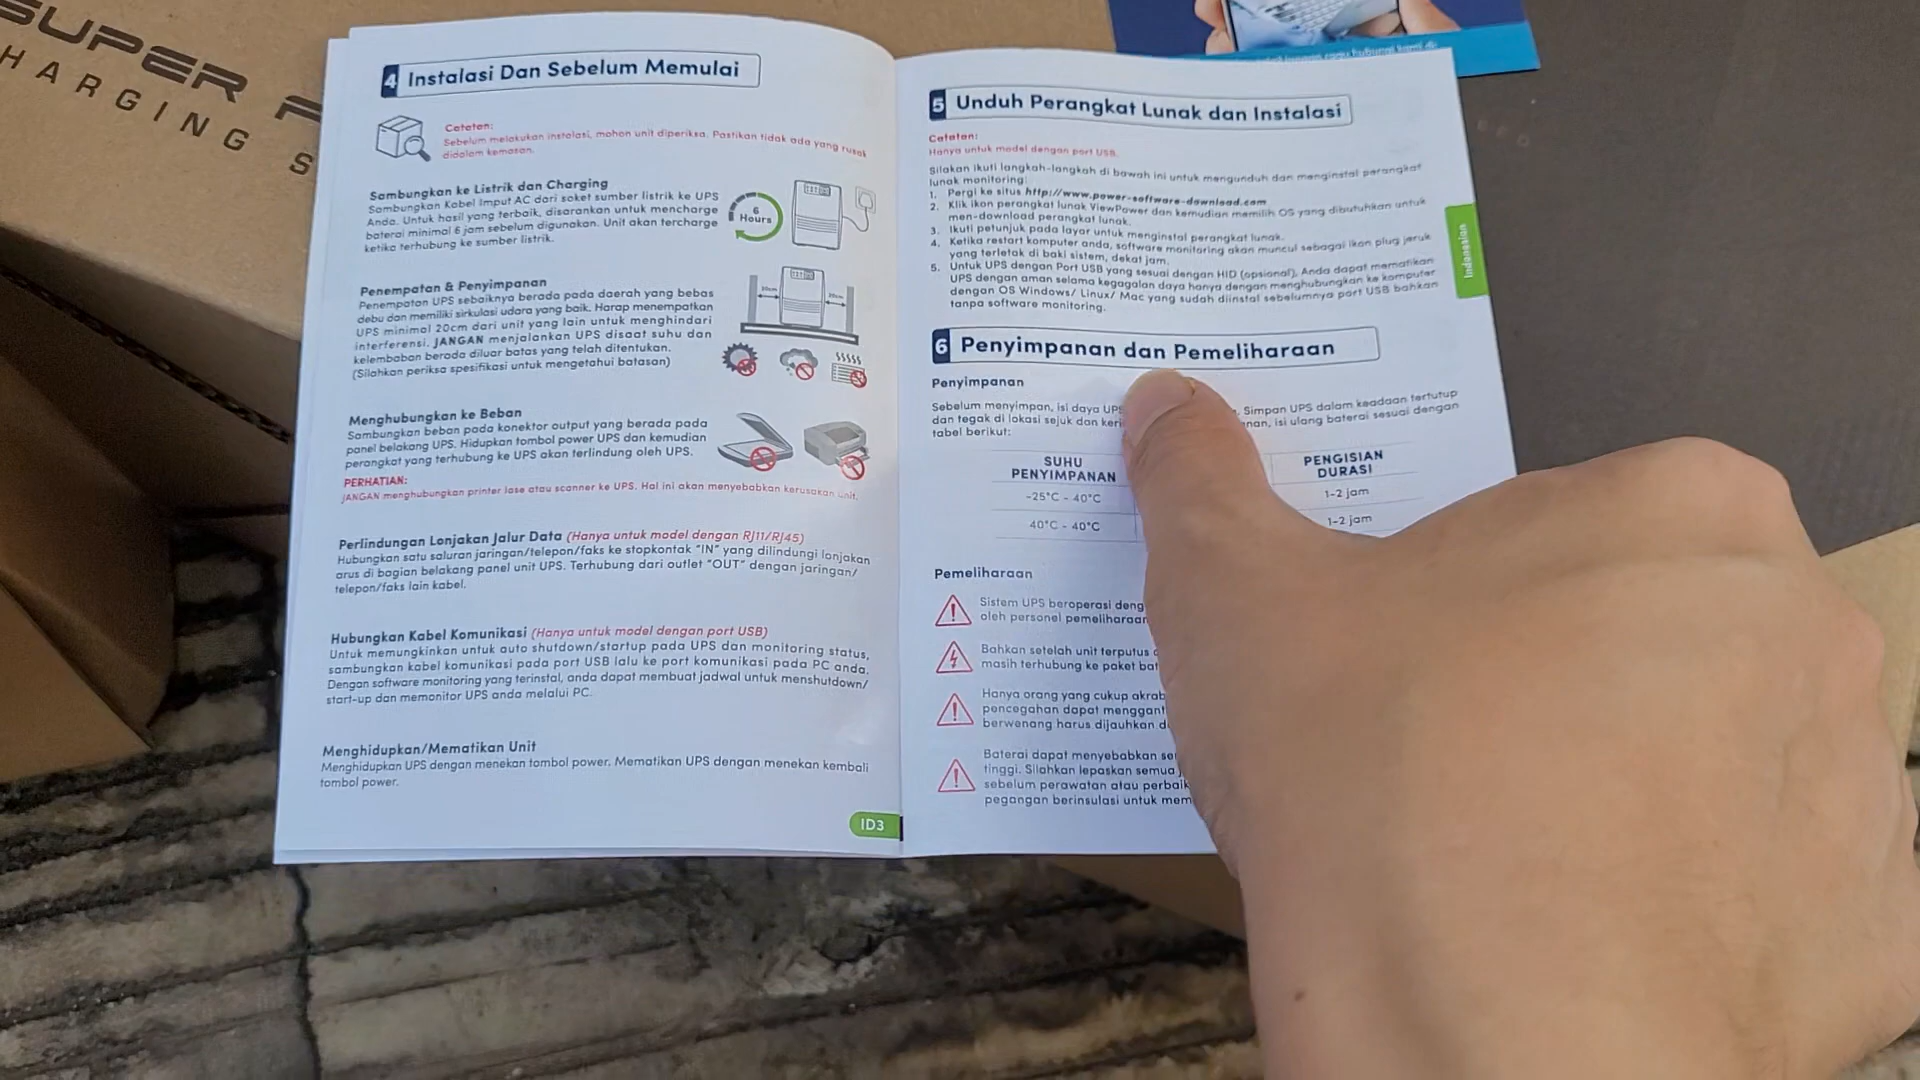 SUPER
HARGING S
4 Instalasi Dan Sebelum Memulai
Catatan:
Sebelum melakukan instalasi, mohon unit diperiksa. Pastikan tidak ada yang rusak
didalam kemasan.
Sambungkan ke Listrik dan Charging
Sambungkan Kabel Imput AC dari soket sumber listrik ke UPS
Anda. Untuk hasil yang terbaik, disarankan untuk mencharge
baterai minimal 6 jam sebelum digunakan. Unit akan tercharge
ketika terhubung ke sumber listrik.
6
Hours
Penempatan & Penyimpanan
Penempatan UPS sebaiknya berada pada daerah yang bebas
debu dan memiliki sirkulasi udara yang baik. Harap menempatkan
UPS minimal 20cm dari unit yang lain untuk menghindari
interferensi. JANGAN menjalankan UPS disaat suhu dan
kelembaban berada diluar batas yang telah ditentukan.
(Silahkan periksa spesifikasi untuk mengetahui batasan)
20cm
20cm
Menghubungkan ke Beban
Sambungkan beban pada konektor output yang berada pada
panel belakang UPS. Hidupkan tombol power UPS dan kemudian
perangkat yang terhubung ke UPS akan terlindung oleh UPS.
PERHATIAN:
JANGAN menghubungkan printer lase atau scanner ke UPS. Hal ini akan menyebabkan kerusakan unit.
Perlindungan Lonjakan Jalur Data (Hanya untuk model dengan RJ11/RJ45)
Hubungkan satu saluran jaringan/telepon/faks ke stopkontak "IN" yang dilindungi lonjakan
arus di bagian belakang panel unit UPS. Terhubung dari outlet "OUT" dengan jaringan/
telepon/faks lain kabel.
Hubungkan Kabel Komunikasi (Hanya untuk model dengan port USB)
Untuk memungkinkan untuk auto shutdown/startup pada UPS dan monitoring status,
sambungkan kabel komunikasi pada port USB lalu ke port komunikasi pada PC anda.
Dengan software monitoring yang terinstal, anda dapat membuat jadwal untuk menshutdown/
start-up dan memonitor UPS anda melalui PC.
Menghidupkan/Mematikan Unit
Menghidupkan UPS dengan menekan tombol power. Mematikan UPS dengan menekan kembali
tombol power.
ID3
5 Unduh Perangkat Lunak dan Instalasi
Catatan:
Hanya untuk model dengan port USB.
Silakan ikuti langkah-langkah di bawah ini untuk mengunduh dan menginstal perangkat
lunak monitoring:
1. Pergi ke situs http://www.power-software-download.com
2. Klik ikon perangkat lunak ViewPower dan kemudian memilih OS yang dibutuhkan untuk
men-download perangkat lunak.
3. Ikuti petunjuk pada layar untuk menginstal perangkat lunak.
4. Ketika restart komputer anda, software monitoring akan muncul sebagai ikon plug jeruk
yang terletak di baki sistem, dekat jam.
5. Untuk UPS dengan Port USB yang sesuai dengan HID (opsional), Anda dapat mematikan
UPS dengan aman selama kegagalan daya hanya dengan menghubungkan ke komputer
dengan OS Windows/ Linux/ Mac yang sudah diinstal sebelumnya port USB bahkan
tanpa software monitoring.
Indonesian
6 Penyimpanan dan Pemeliharaan
Penyimpanan
Sebelum menyimpan, isi daya UPS Simpan UPS dalam keadaan tertutup
dan tegak di lokasi sejuk dan isi ulang baterai sesuai dengan
tabel berikut:
SUHU
PENYIMPANAN
PENGISIAN
DURASI
-25°C - 40°C 1-2 jam
40°C - 40°C 1-2 jam
Pemeliharaan
Sistem UPS beroperasi
oleh personel pemeliharaan
Bahkan setelah unit terputus
masih terhubung ke paket
Hanya orang yang cukup akrab
pencegahan dapat
berwenang harus dijauhkan
Baterai dapat menyebabkan
tinggi. Silahkan lepaskan semua
sebelum perawatan atau
pegangan berinsulasi untuk